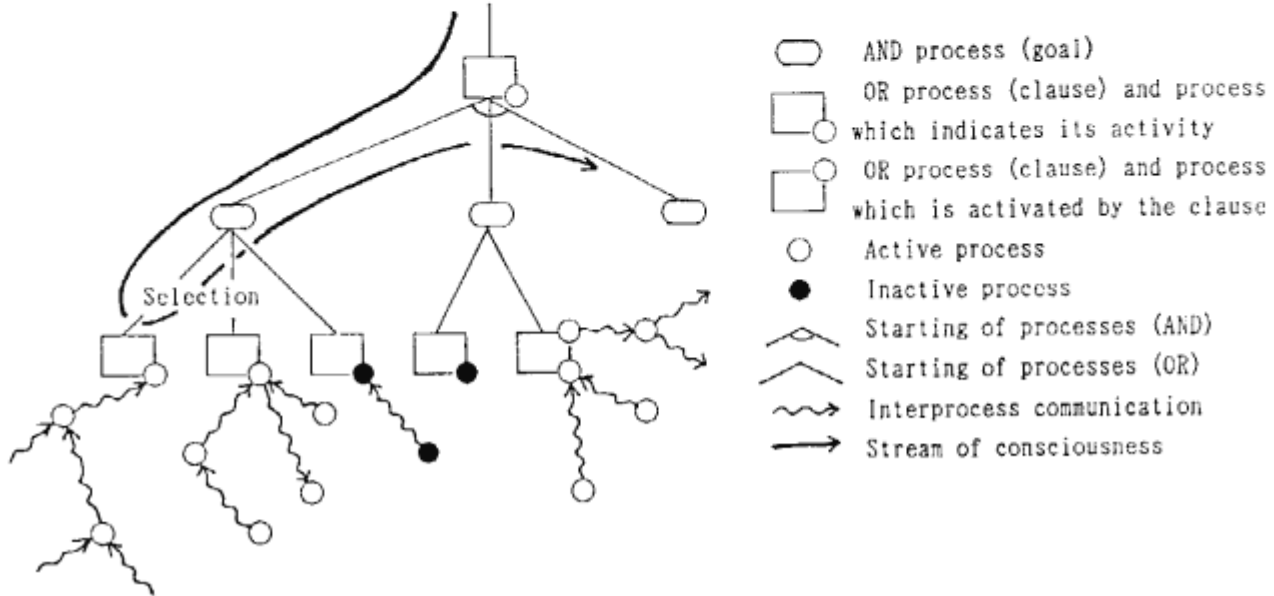 Selection
AND process (goal)
OR process (clause) and process
which indicates its activity
OR process (clause) and process
which is activated by the clause
Active process
Inactive process
Starting of processes (AND)
Starting of processes (OR)
Interprocess communication
Stream of consciousness